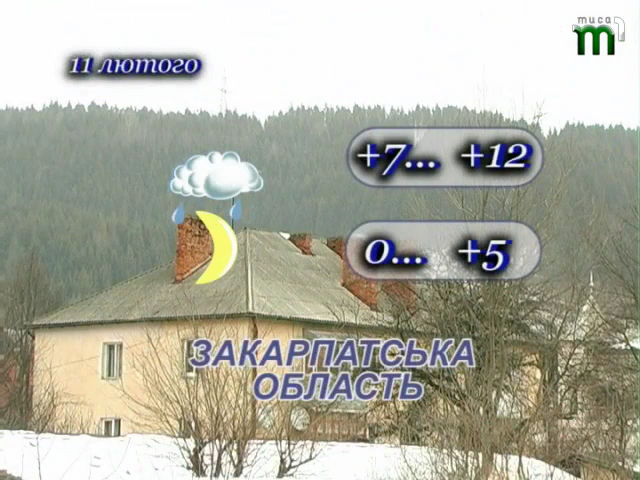 тиса
m
11 лютого
+7... +12
0... +5
ЗАКАРПАТСЬКА
ОБЛАСТЬ